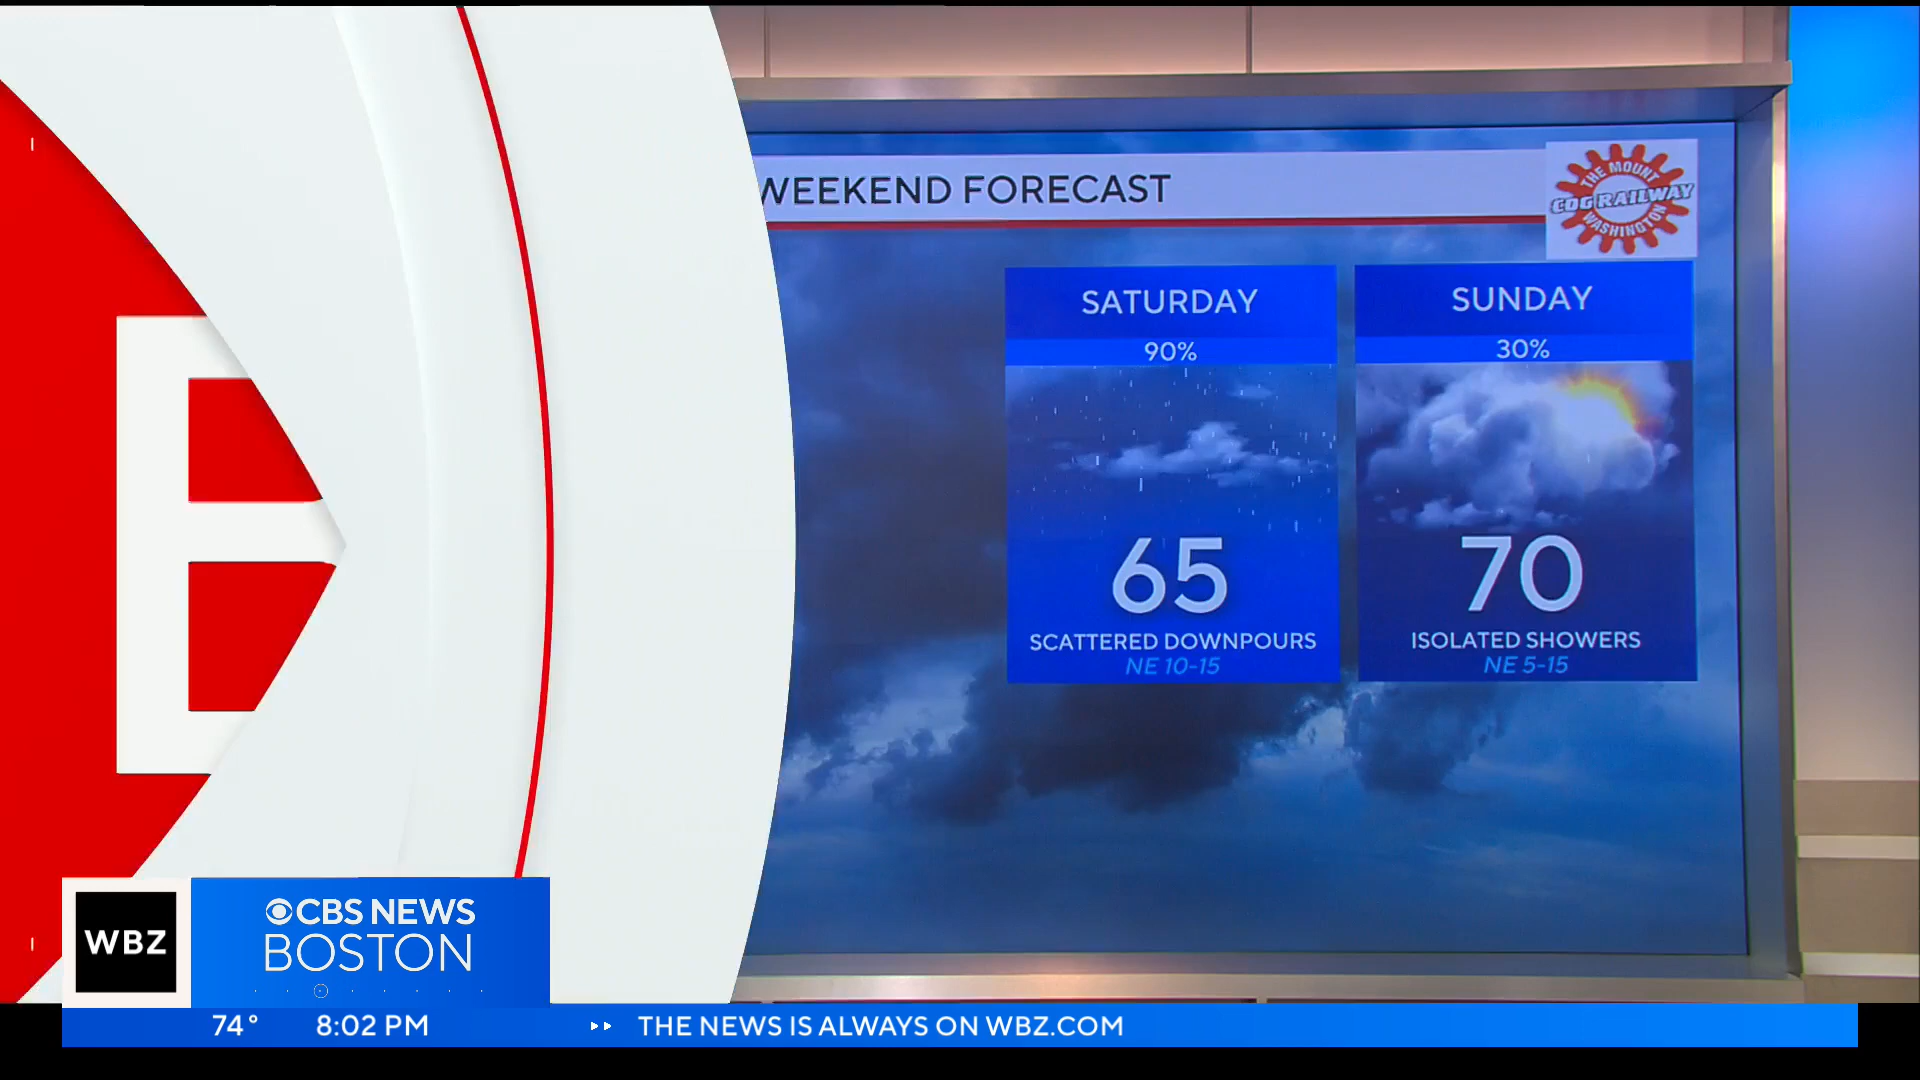 WEEKEND FORECAST
THE MOUNT
COG RAILWAY
WASHINGTON
SATURDAY
90%
65
SCATTERED DOWNPOURS
NE 10-15
SUNDAY
30%
70
ISOLATED SHOWERS
NE 5-15
WBZ
CBS NEWS
BOSTON
74° 8:02 PM THE NEWS IS ALWAYS ON WBZ.COM